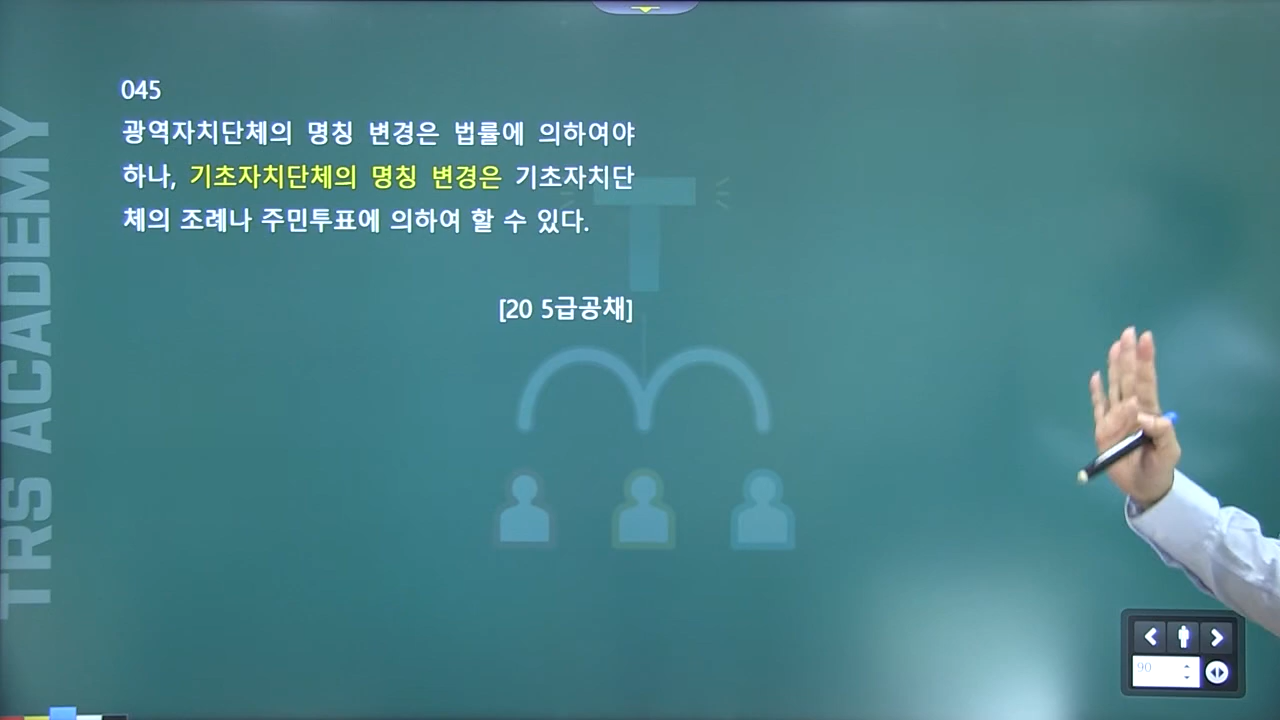 045
광역자치단체의 명칭 변경은 법률에 의하여야
하나, 기초자치단체의 명칭 변경은 기초자치단
체의 조례나 주민투표에 의하여 할 수 있다.
[20 5급공채]
TRS ACADEMY
90